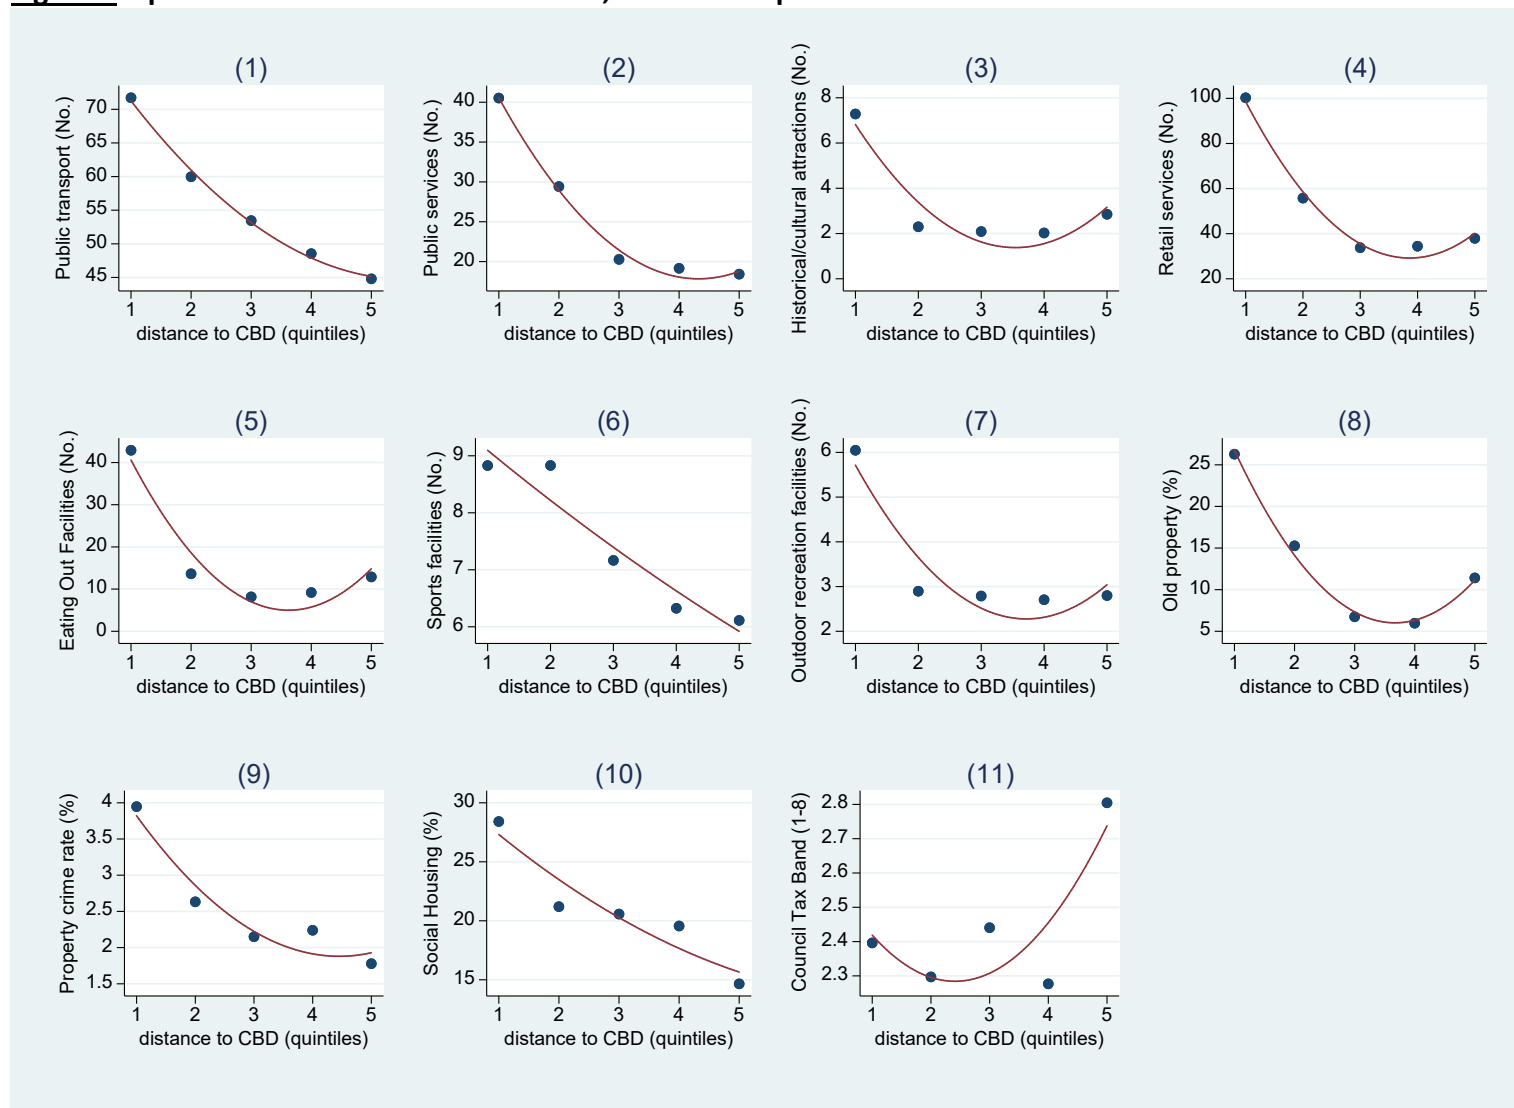 (1)
Public transport (No.)
70
65
60
55
50
45
1 2 3 4 5
distance to CBD (quintiles)
(2)
Public services (No.)
40
35
30
25
20
1 2 3 4 5
distance to CBD (quintiles)
(3)
Historical/cultural attractions (No.)
8
6
4
2
0
1 2 3 4 5
distance to CBD (quintiles)
(4)
Retail services (No.)
100
80
60
40
20
1 2 3 4 5
distance to CBD (quintiles)
(5)
Eating Out Facilities (No.)
40
30
20
10
0
1 2 3 4 5
distance to CBD (quintiles)
(6)
Sports facilities (No.)
9
8
7
6
1 2 3 4 5
distance to CBD (quintiles)
(7)
Outdoor recreation facilities (No.)
6
5
4
3
2
1 2 3 4 5
distance to CBD (quintiles)
(8)
Old property (%)
25
20
15
10
5
1 2 3 4 5
distance to CBD (quintiles)
(9)
Property crime rate (%)
4
3.5
3
2.5
2
1.5
1 2 3 4 5
distance to CBD (quintiles)
(10)
Social Housing (%)
30
25
20
15
1 2 3 4 5
distance to CBD (quintiles)
(11)
Council Tax Band (1-8)
2.8
2.7
2.6
2.5
2.4
2.3
1 2 3 4 5
distance to CBD (quintiles)